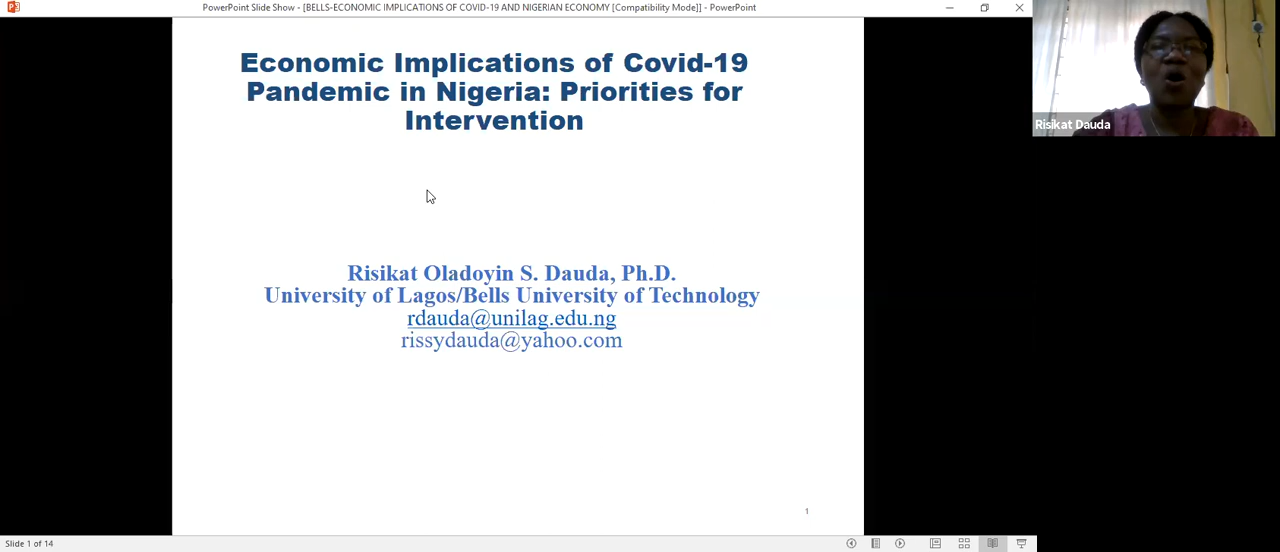 PowerPoint Slide Show - [BELLS-ECONOMIC IMPLICATIONS OF COVID-19 AND NIGERIAN ECONOMY [Compatibility Mode]] - PowerPoint
Economic Implications of Covid-19
Pandemic in Nigeria: Priorities for
Intervention
Risikat Dauda
Risikat Oladoyin S. Dauda, Ph.D.
University of Lagos/Bells University of Technology
rdauda@unilag.edu.ng
rissydauda@yahoo.com
1
Slide 1 of 14